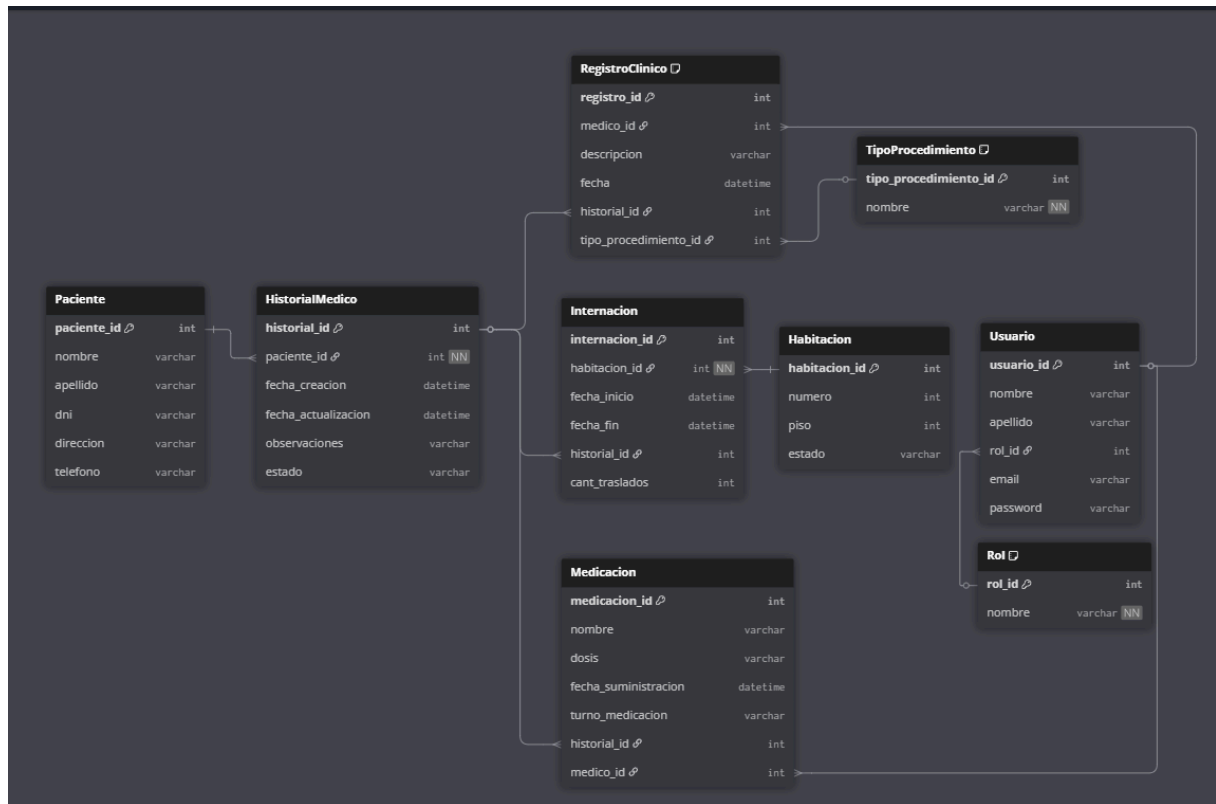 RegistroClinico
registro_id int
medico_id int
descripcion varchar
fecha datetime
historial_id int
tipo_procedimiento_id int
TipoProcedimiento
tipo_procedimiento_id int
nombre varchar NN
Paciente
paciente_id int
nombre varchar
apellido varchar
dni varchar
direccion varchar
telefono varchar
HistorialMedico
historial_id int
paciente_id int NN
fecha_creacion datetime
fecha_actualizacion datetime
observaciones varchar
estado varchar
Internacion
internacion_id int
habitacion_id int NN
fecha_inicio datetime
fecha_fin datetime
historial_id int
cant_traslados int
Habitacion
habitacion_id int
numero int
piso int
estado varchar
Usuario
usuario_id int
nombre varchar
apellido varchar
rol_id int
email varchar
password varchar
Rol
rol_id int
nombre varchar NN
Medicacion
medicacion_id int
nombre varchar
dosis varchar
fecha_suministracion datetime
turno_medicacion varchar
historial_id int
medico_id int